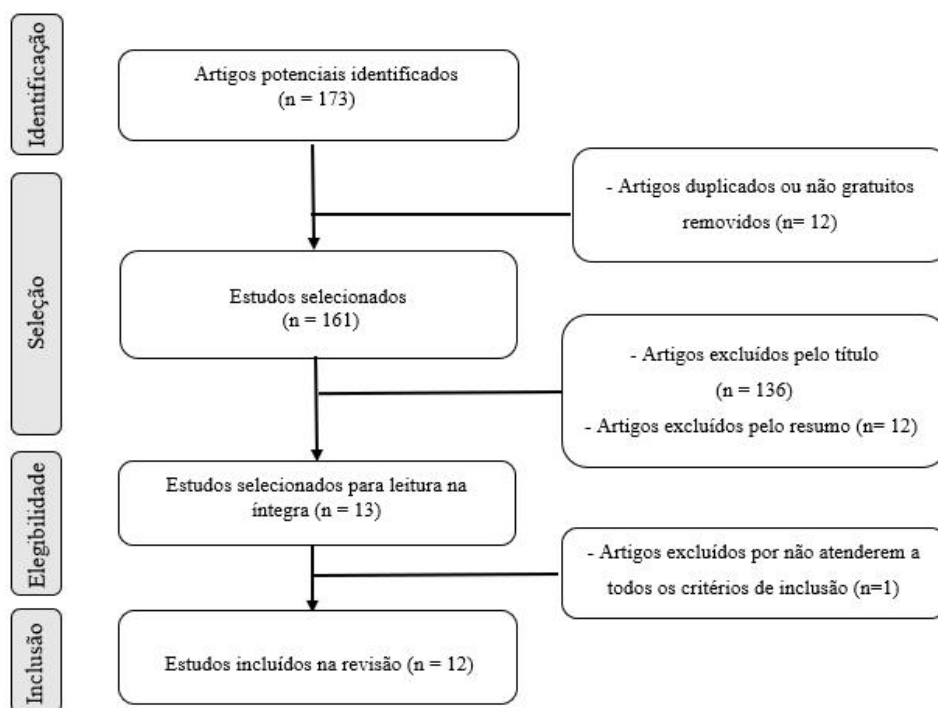 Identificação
Artigos potenciais identificados
(n = 173)
- Artigos duplicados ou não gratuitos
removidos (n= 12)
Seleção
Estudos selecionados
(n = 161)
- Artigos excluídos pelo título
(n = 136)
- Artigos excluídos pelo resumo (n= 12)
Elegibilidade
Estudos selecionados para leitura na
íntegra (n = 13)
- Artigos excluídos por não atenderem a
todos os critérios de inclusão (n=1)
Inclusão
Estudos incluídos na revisão (n = 12)